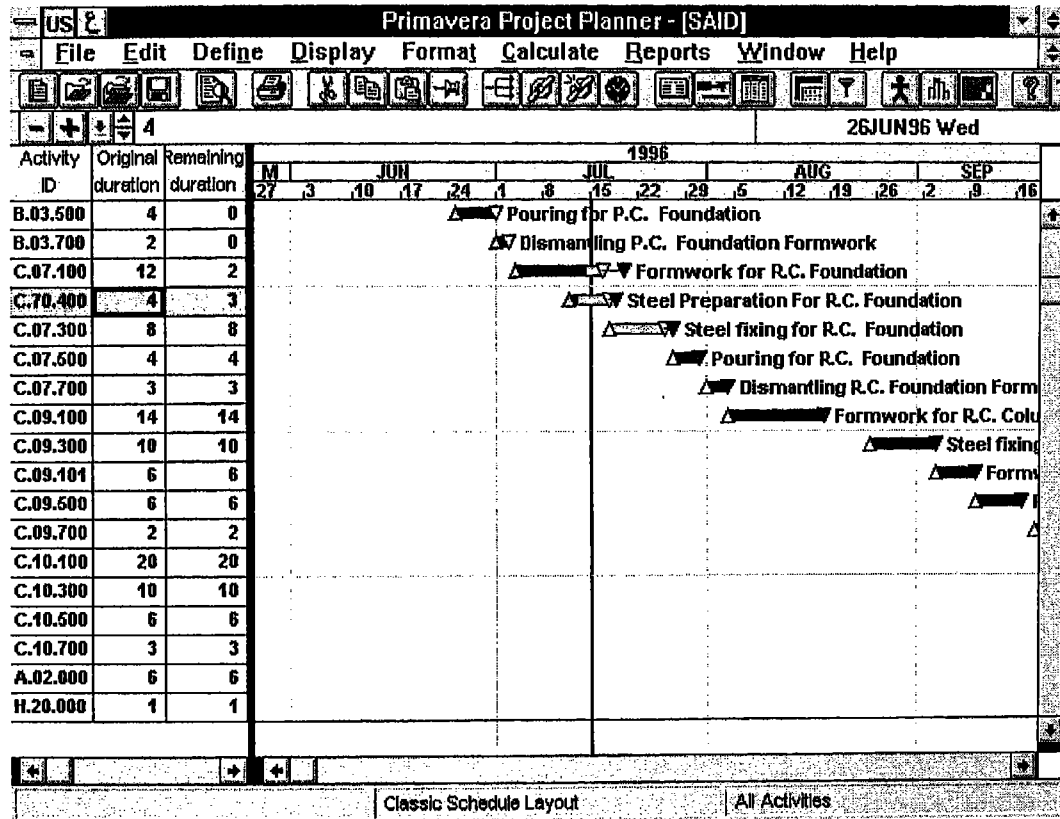 US Primavera Project Planner - [SAID]
File Edit Define Display Format Calculate Reports Window Help
4 26JUN96 Wed
Activity ID Original duration Remaining duration
1996
M JUN JUL AUG SEP
27 3 10 17 24 1 8 15 22 29 5 12 19 26 2 9 16
B.03.500 4 0 Pouring for P.C. Foundation
B.03.700 2 0 Dismantling P.C. Foundation Formwork
C.07.100 12 2 Formwork for R.C. Foundation
C.70.400 4 3 Steel Preparation For R.C. Foundation
C.07.300 8 8 Steel fixing for R.C. Foundation
C.07.500 4 4 Pouring for R.C. Foundation
C.07.700 3 3 Dismantling R.C. Foundation Form
C.09.100 14 14 Formwork for R.C. Colu
C.09.300 10 10 Steel fixing
C.09.101 6 6 Form
C.09.500 6 6
C.09.700 2 2
C.10.100 20 20
C.10.300 10 10
C.10.500 6 6
C.10.700 3 3
A.02.000 6 6
H.20.000 1 1
Classic Schedule Layout All Activities